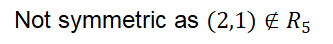 Not symmetric as (2,1) ∉ R₅